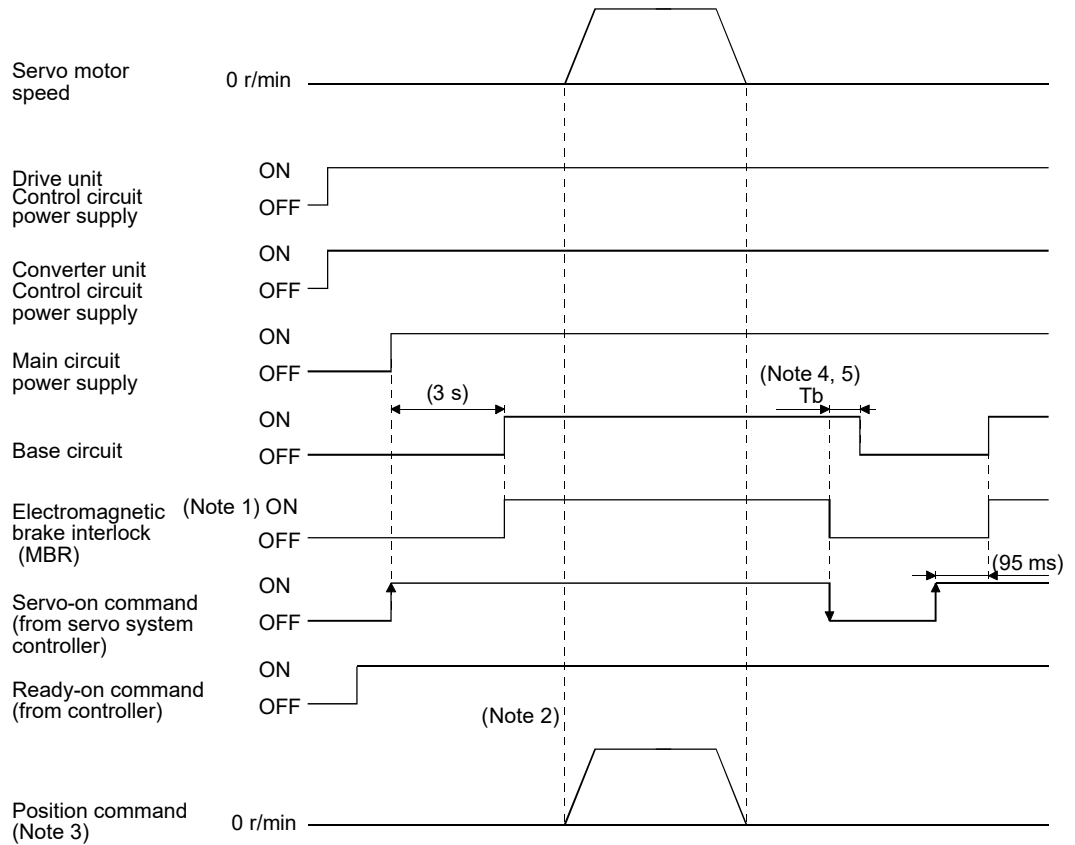 Servo motor
speed
0 r/min
Drive unit
Control circuit
power supply
ON
OFF
Converter unit
Control circuit
power supply
ON
OFF
Main circuit
power supply
ON
OFF
(3 s)
(Note 4, 5)
Tb
Base circuit
ON
OFF
Electromagnetic
brake interlock
(MBR)
(Note 1) ON
OFF
(95 ms)
Servo-on command
(from servo system
controller)
ON
OFF
Ready-on command
(from controller)
ON
OFF
(Note 2)
Position command
(Note 3)
0 r/min